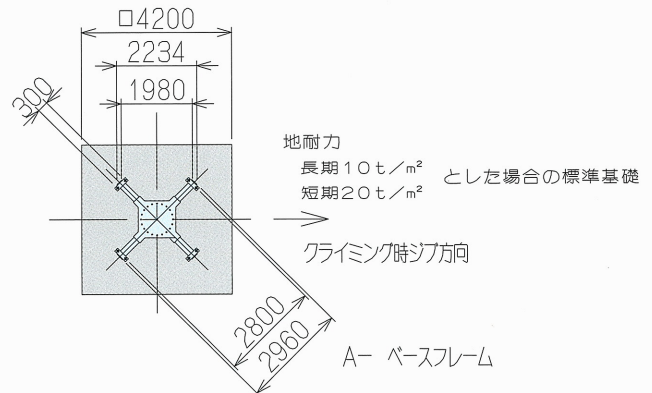 □4200
2234
1980
300
地耐力
長期10t／m²
短期20t／m²
とした場合の標準基礎
クライミング時ジブ方向
2800
2960
A− ベースフレーム